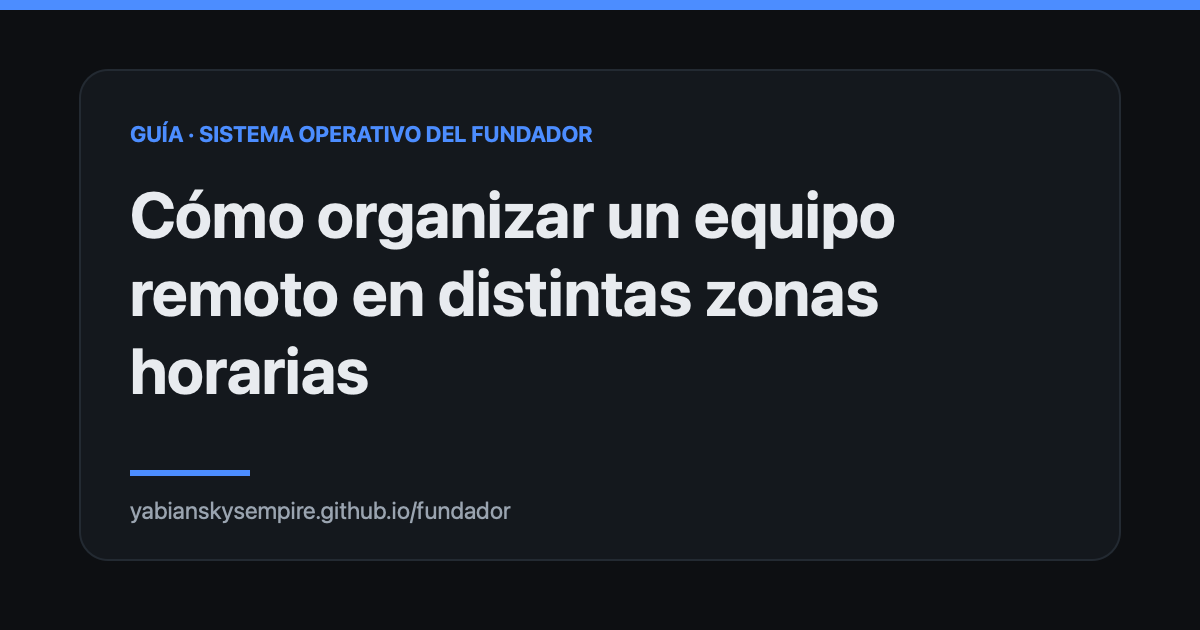 GUÍA · SISTEMA OPERATIVO DEL FUNDADOR
Cómo organizar un equipo
remoto en distintas zonas
horarias
yabianskysempire.github.io/fundador